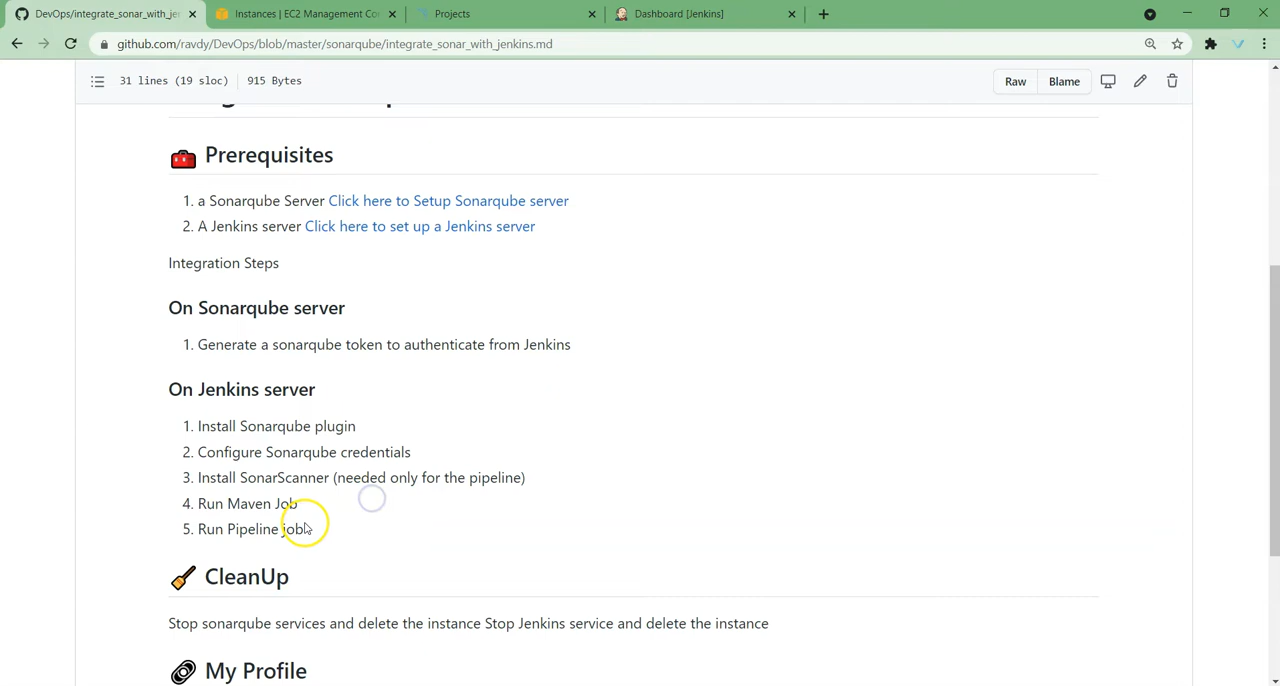 DevOps/integrate_sonar_with_jer
Instances | EC2 Management Co
Projects
Dashboard [Jenkins]
github.com/ravdy/DevOps/blob/master/sonarqube/integrate_sonar_with_jenkins.md
31 lines (19 sloc) 915 Bytes
Raw Blame
Prerequisites
1. a Sonarqube Server Click here to Setup Sonarqube server
2. A Jenkins server Click here to set up a Jenkins server
Integration Steps
On Sonarqube server
1. Generate a sonarqube token to authenticate from Jenkins
On Jenkins server
1. Install Sonarqube plugin
2. Configure Sonarqube credentials
3. Install SonarScanner (needed only for the pipeline)
4. Run Maven Job
5. Run Pipeline job
CleanUp
Stop sonarqube services and delete the instance Stop Jenkins service and delete the instance
My Profile